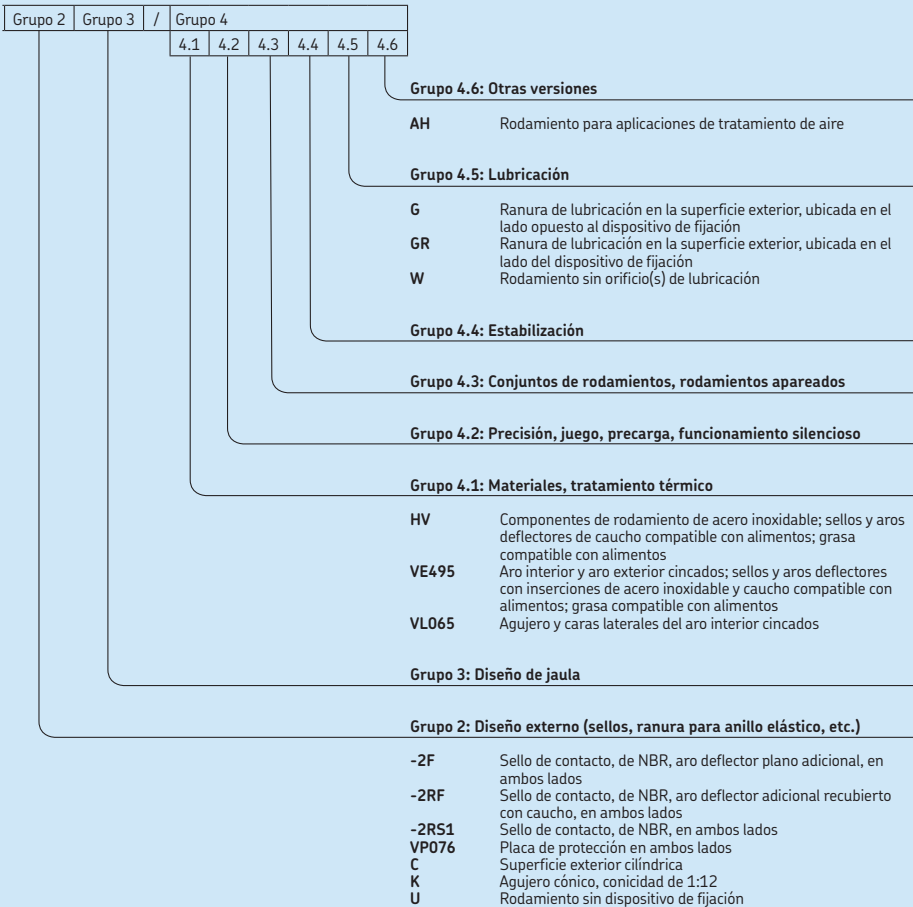 Grupo 2 Grupo 3 / Grupo 4
4.1 4.2 4.3 4.4 4.5 4.6
Grupo 4.6: Otras versiones
AH Rodamiento para aplicaciones de tratamiento de aire
Grupo 4.5: Lubricación
G Ranura de lubricación en la superficie exterior, ubicada en el
lado opuesto al dispositivo de fijación
GR Ranura de lubricación en la superficie exterior, ubicada en el
lado del dispositivo de fijación
W Rodamiento sin orificio(s) de lubricación
Grupo 4.4: Estabilización
Grupo 4.3: Conjuntos de rodamientos, rodamientos apareados
Grupo 4.2: Precisión, juego, precarga, funcionamiento silencioso
Grupo 4.1: Materiales, tratamiento térmico
HV Componentes de rodamiento de acero inoxidable; sellos y aros
deflectores de caucho compatible con alimentos; grasa
compatible con alimentos
VE495 Aro interior y aro exterior cincados; sellos y aros deflectores
con inserciones de acero inoxidable y caucho compatible con
alimentos; grasa compatible con alimentos
VL065 Agujero y caras laterales del aro interior cincados
Grupo 3: Diseño de jaula
Grupo 2: Diseño externo (sellos, ranura para anillo elástico, etc.)
-2F Sello de contacto, de NBR, aro deflector plano adicional, en
ambos lados
-2RF Sello de contacto, de NBR, aro deflector adicional recubierto
con caucho, en ambos lados
-2RS1 Sello de contacto, de NBR, en ambos lados
VP076 Placa de protección en ambos lados
C Superficie exterior cilíndrica
K Agujero cónico, conicidad de 1:12
U Rodamiento sin dispositivo de fijación